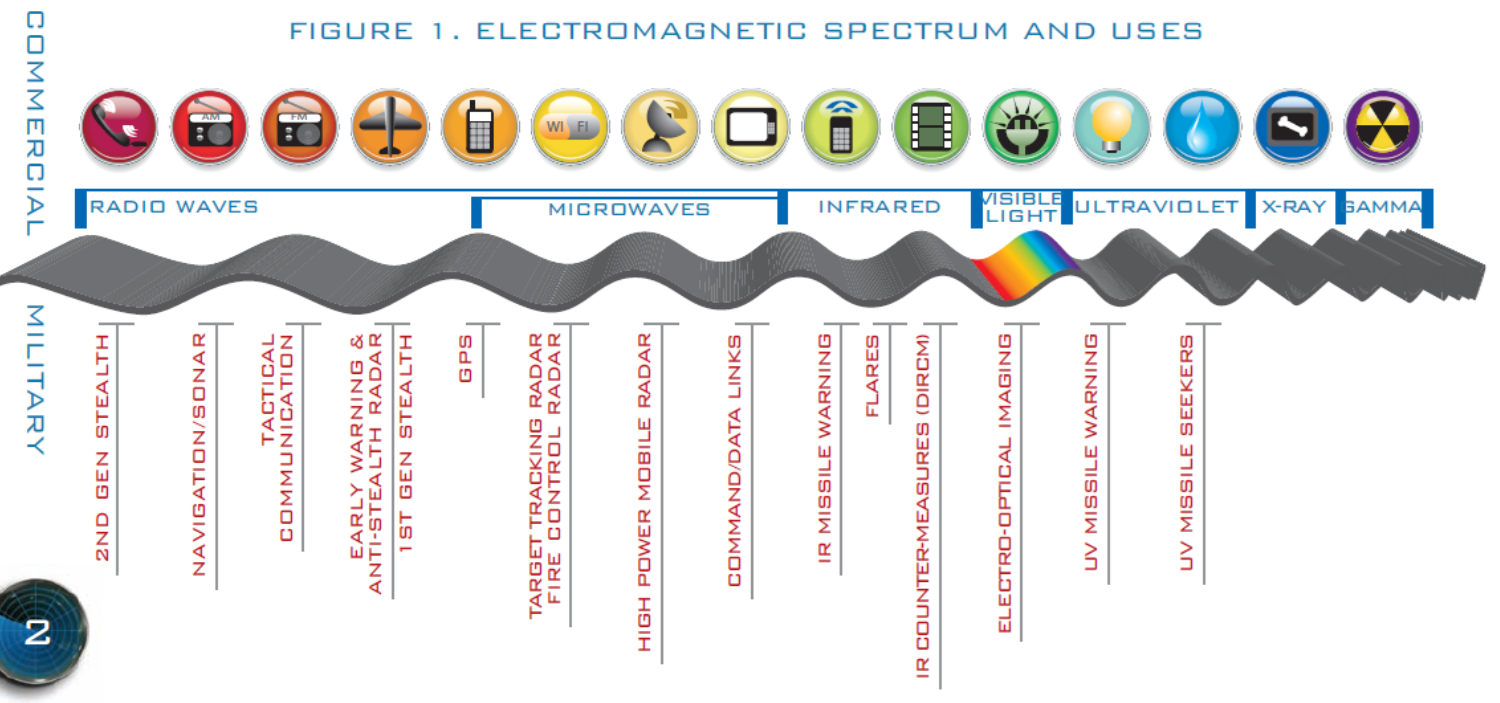 FIGURE 1. ELECTROMAGNETIC SPECTRUM AND USES
COMMERCIAL
AM
FM
WI FI
RADIO WAVES
MICROWAVES
INFRARED
VISIBLE
LIGHT
ULTRAVIOLET
X-RAY
GAMMA
MILITARY
2ND GEN STEALTH
NAVIGATION/SONAR
TACTICAL
COMMUNICATION
EARLY WARNING &
ANTI-STEALTH RADAR
1ST GEN STEALTH
GPS
TARGET TRACKING RADAR
FIRE CONTROL RADAR
HIGH POWER MOBILE RADAR
COMMAND/DATA LINKS
IR MISSILE WARNING
FLARES
IR COUNTER-MEASURES (DIRCM)
ELECTRO-OPTICAL IMAGING
UV MISSILE WARNING
UV MISSILE SEEKERS
2